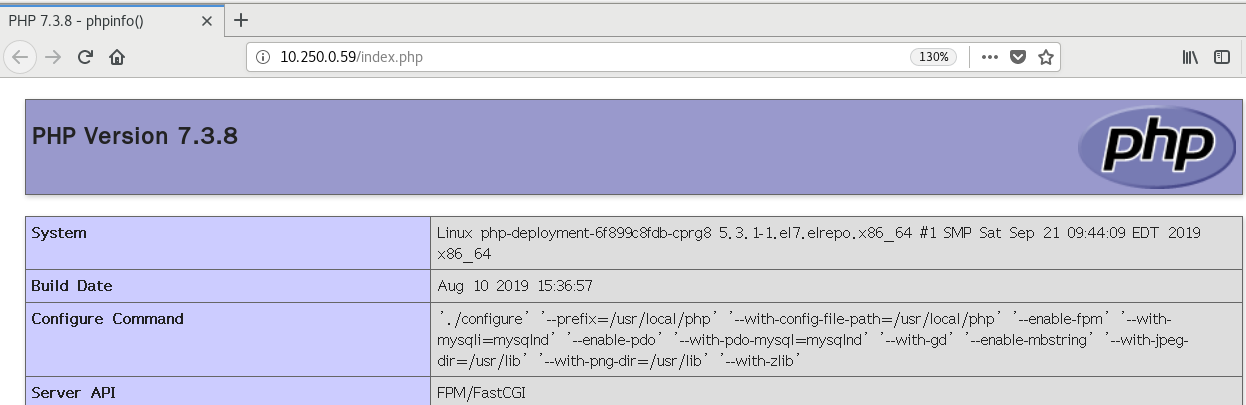 PHP 7.3.8 - phpinfo()
10.250.0.59/index.php
130%
PHP Version 7.3.8
php
System
Linux php-deployment-6f899c8fdb-cprg8 5.3.1-1.el7.elrepo.x86_64 #1 SMP Sat Sep 21 09:44:09 EDT 2019
x86_64
Build Date
Aug 10 2019 15:36:57
Configure Command
'./configure' '--prefix=/usr/local/php' '--with-config-file-path=/usr/local/php' '--enable-fpm' '--with-
mysqli=mysqlnd' '--enable-pdo' '--with-pdo-mysql=mysqlnd' '--with-gd' '--enable-mbstring' '--with-jpeg-
dir=/usr/lib' '--with-png-dir=/usr/lib' '--with-zlib'
Server API
FPM/FastCGI